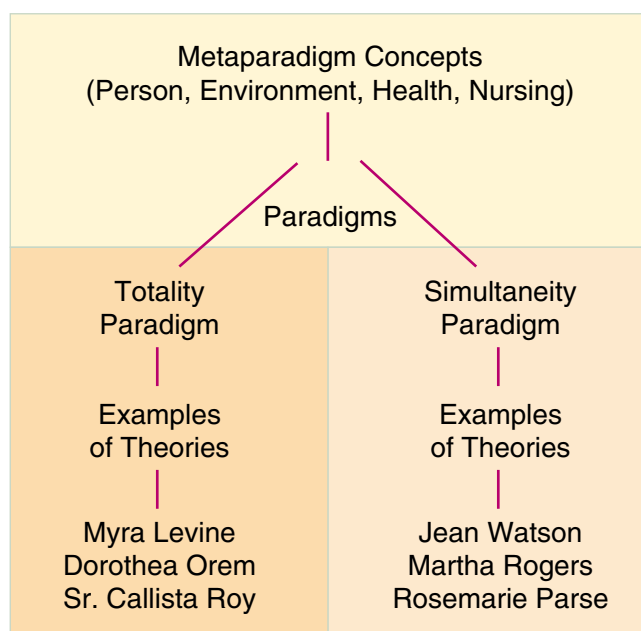 Metaparadigm Concepts
(Person, Environment, Health, Nursing)
Paradigms
Totality
Paradigm
Examples
of Theories
Myra Levine
Dorothea Orem
Sr. Callista Roy
Simultaneity
Paradigm
Examples
of Theories
Jean Watson
Martha Rogers
Rosemarie Parse